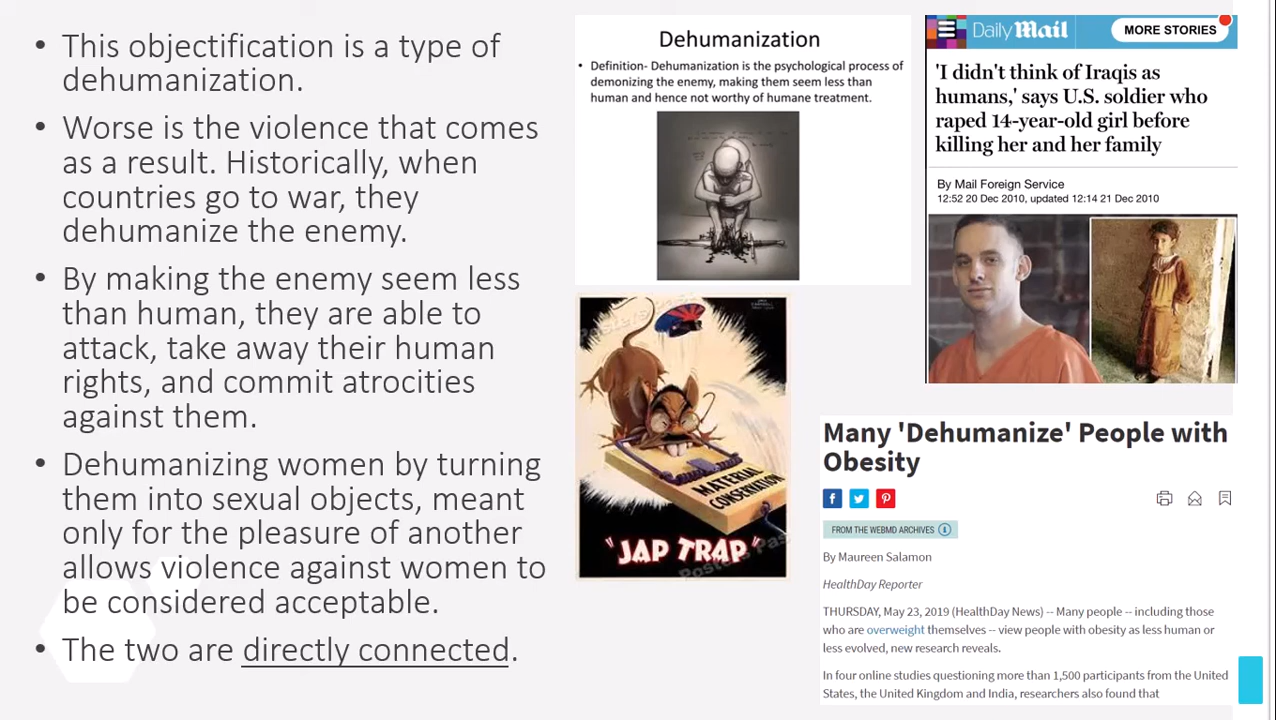 • This objectification is a type of
dehumanization.
• Worse is the violence that comes
as a result. Historically, when
countries go to war, they
dehumanize the enemy.
• By making the enemy seem less
than human, they are able to
attack, take away their human
rights, and commit atrocities
against them.
• Dehumanizing women by turning
them into sexual objects, meant
only for the pleasure of another
allows violence against women to
be considered acceptable.
• The two are directly connected.
Dehumanization
• Definition- Dehumanization is the psychological process of
demonizing the enemy, making them seem less than
human and hence not worthy of humane treatment.
MATERIAL
CONSERVATION
"JAP TRAP"
Daily Mail
MORE STORIES
'I didn't think of Iraqis as
humans,' says U.S. soldier who
raped 14-year-old girl before
killing her and her family
By Mail Foreign Service
12:52 20 Dec 2010, updated 12:14 21 Dec 2010
Many 'Dehumanize' People with
Obesity
FROM THE WEBMD ARCHIVES
By Maureen Salamon
HealthDay Reporter
THURSDAY, May 23, 2019 (HealthDay News) -- Many people -- including those
who are overweight themselves -- view people with obesity as less human or
less evolved, new research reveals.
In four online studies questioning more than 1,500 participants from the United
States, the United Kingdom and India, researchers also found that